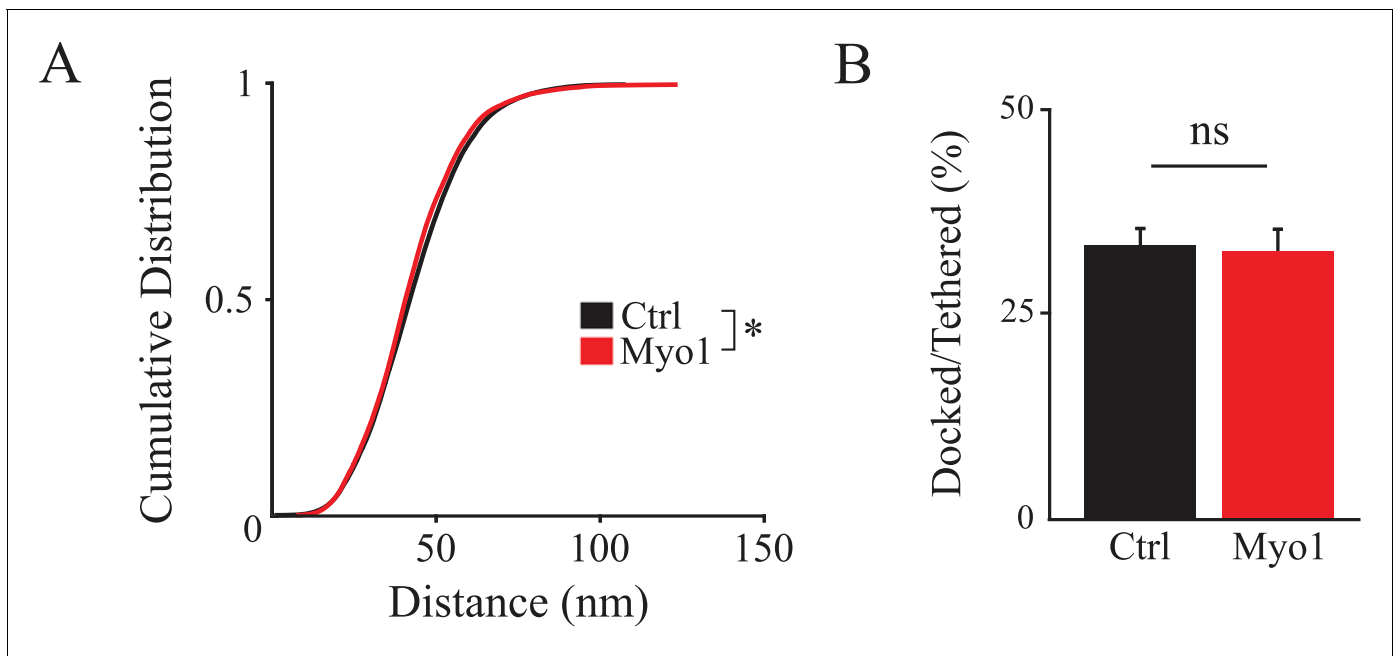 A
Cumulative Distribution
1
0.5
0
50
100
150
Distance (nm)
Ctrl
Myo1
*
B
Docked/Tethered (%)
50
25
0
ns
Ctrl
Myo1